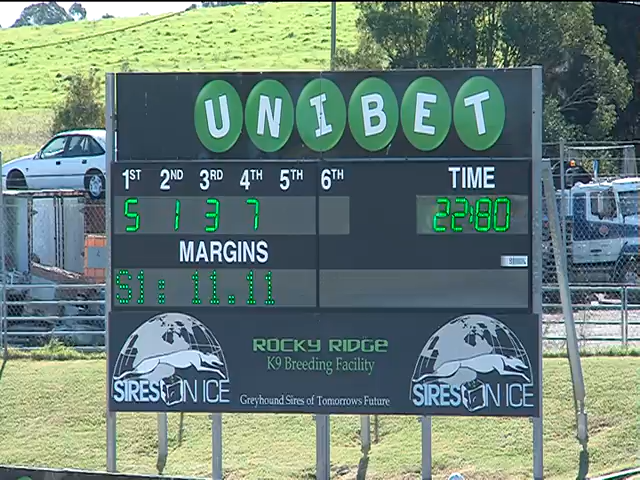 UNIBET
1ST 2ND 3RD 4TH 5TH 6TH TIME
5 1 3 7 22:80
MARGINS
S1: 11.11
ROCKY RIDGE
K9 Breeding Facility
SIRES ON ICE
SIRES ON ICE
Greyhound Sires of Tomorrows Future